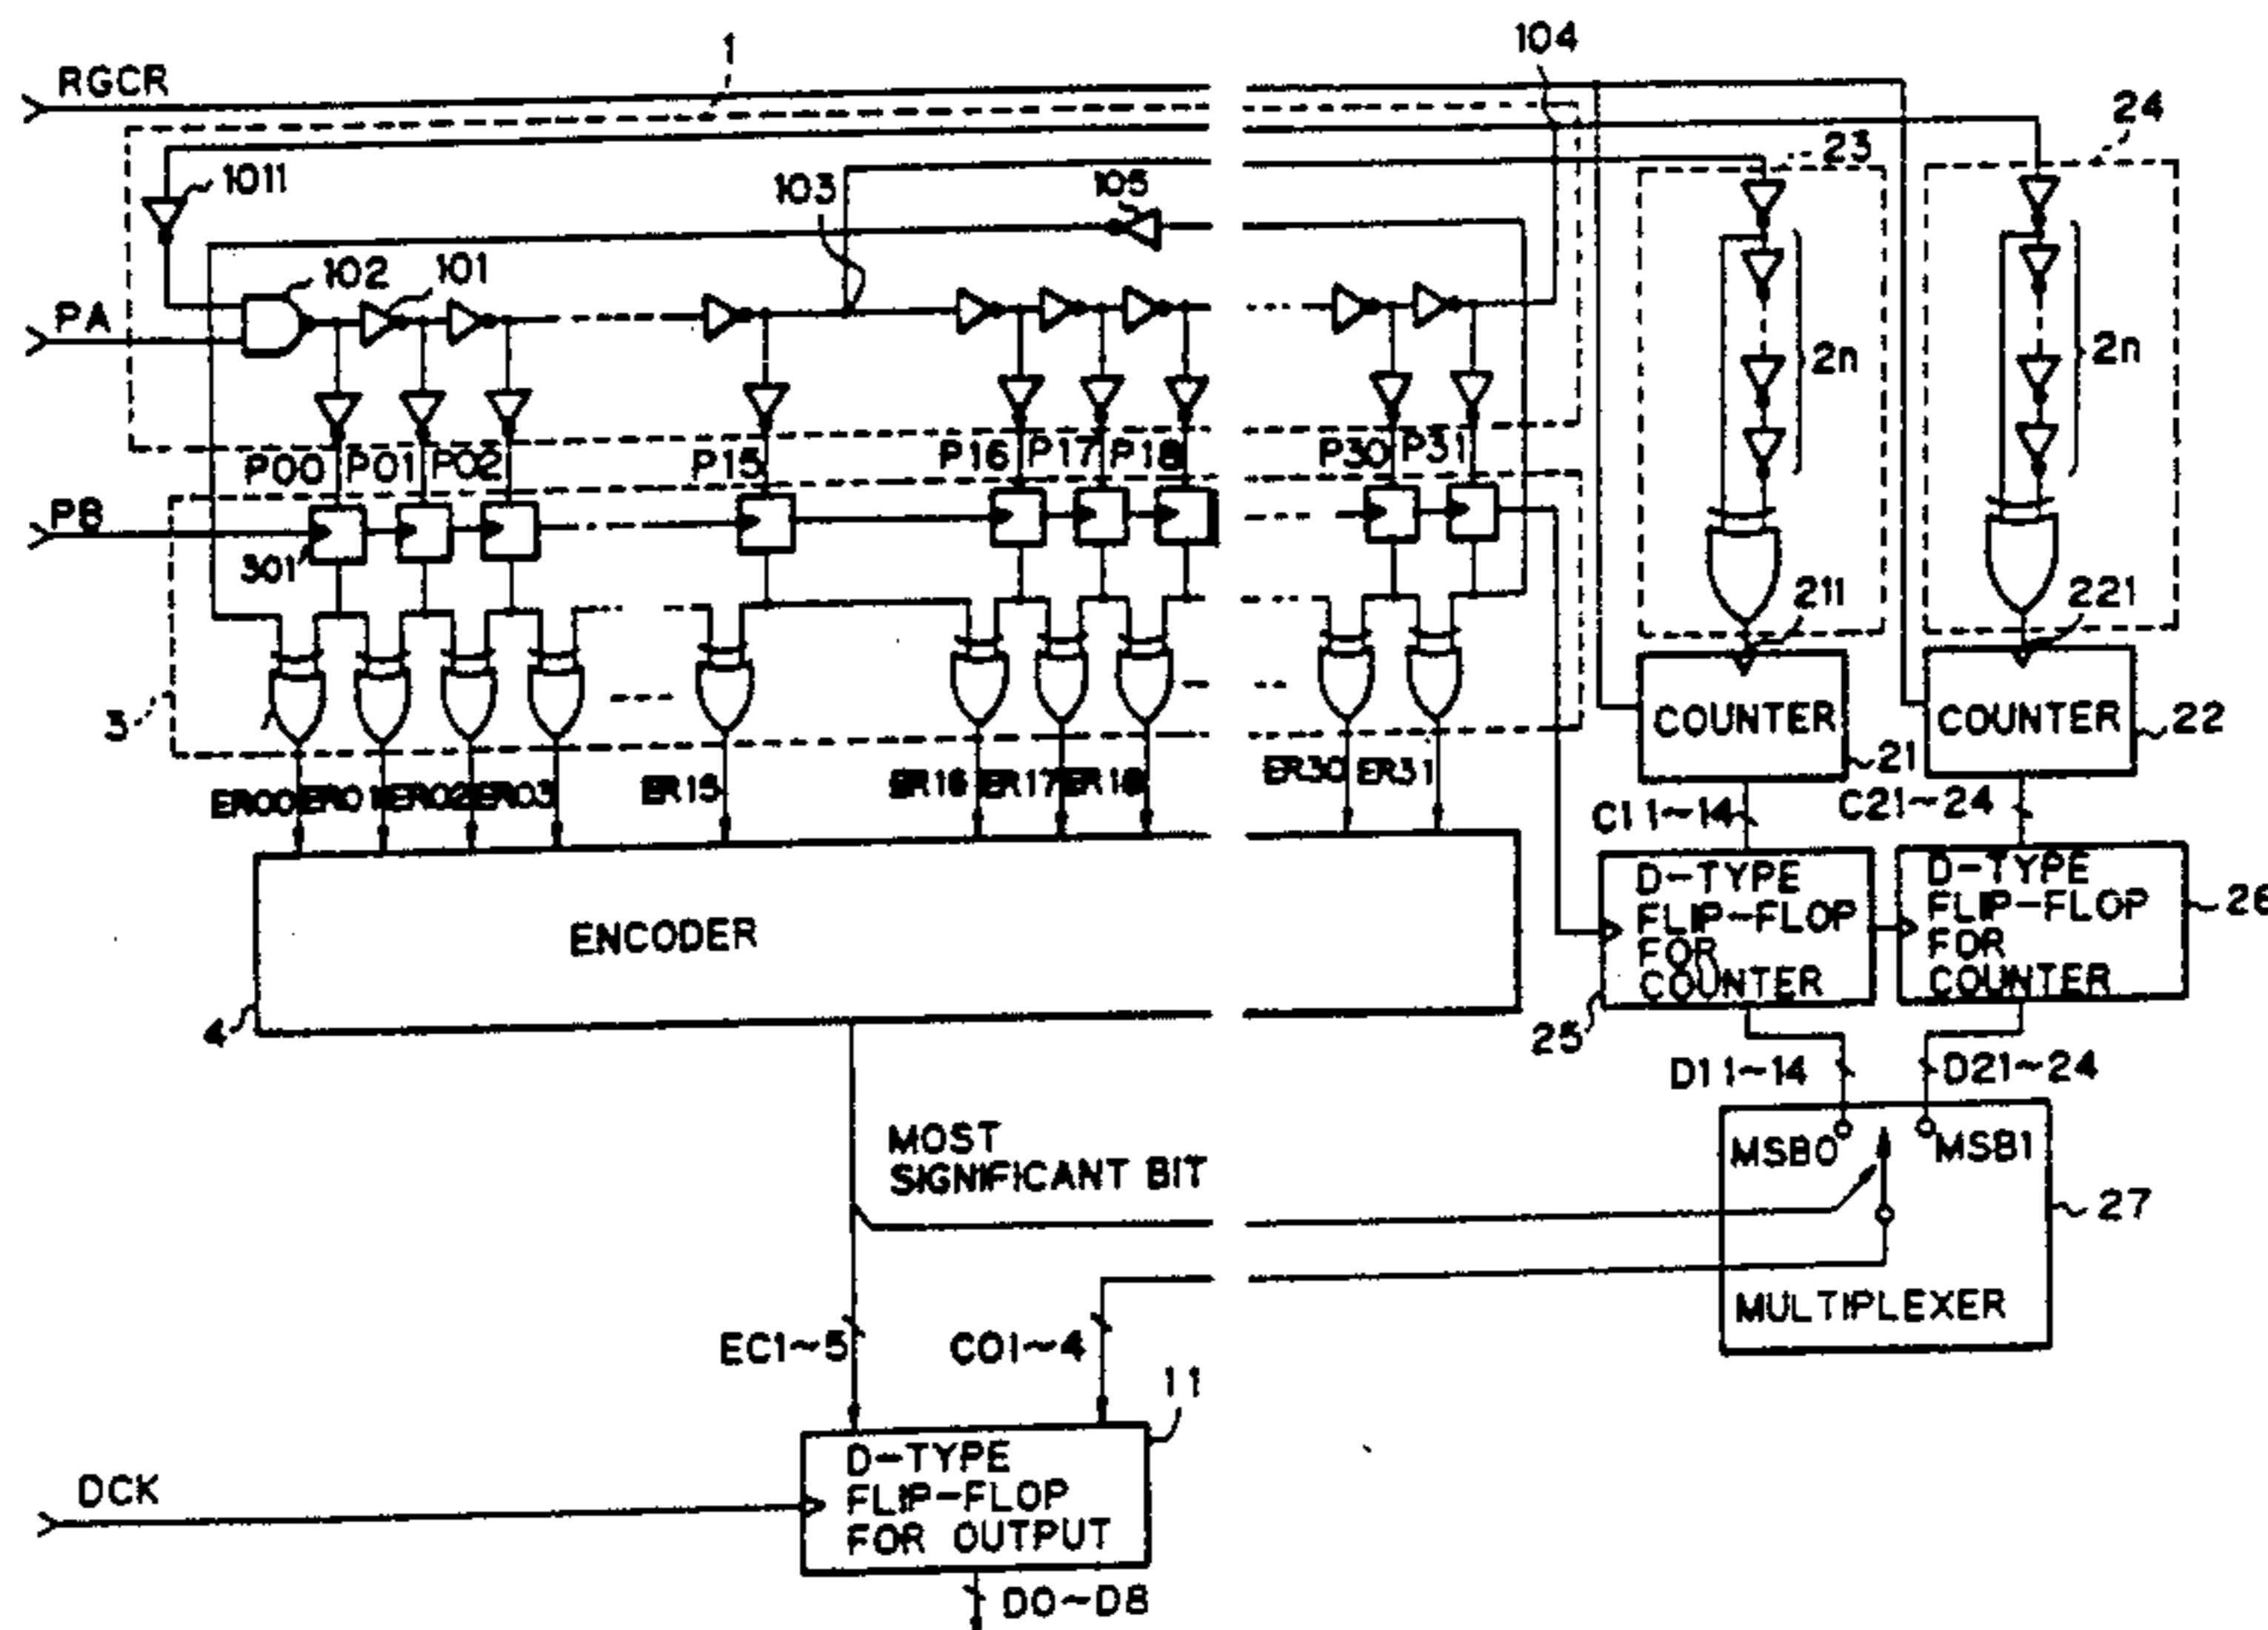 1
104
RGCR
24
23
1011
103
105
102
101
PA
2n
2n
P00 P01 P02
P15
P16 P17 P18
P30 P31
PB
301
211
221
3
COUNTER
COUNTER
22
21
ER00 ER01 ER02 ER03
ER15
ER16 ER17 ER18
ER30 ER31
C11~14
C21~24
D-TYPE
FLIP-FLOP
FOR
COUNTER
D-TYPE
FLIP-FLOP
FOR
COUNTER
26
ENCODER
4
25
D11~14
D21~24
MOST
SIGNIFICANT BIT
MSB0
MSB1
27
MULTIPLEXER
EC1~5
CO1~4
11
D-TYPE
FLIP-FLOP
FOR OUTPUT
DCK
D0~D8